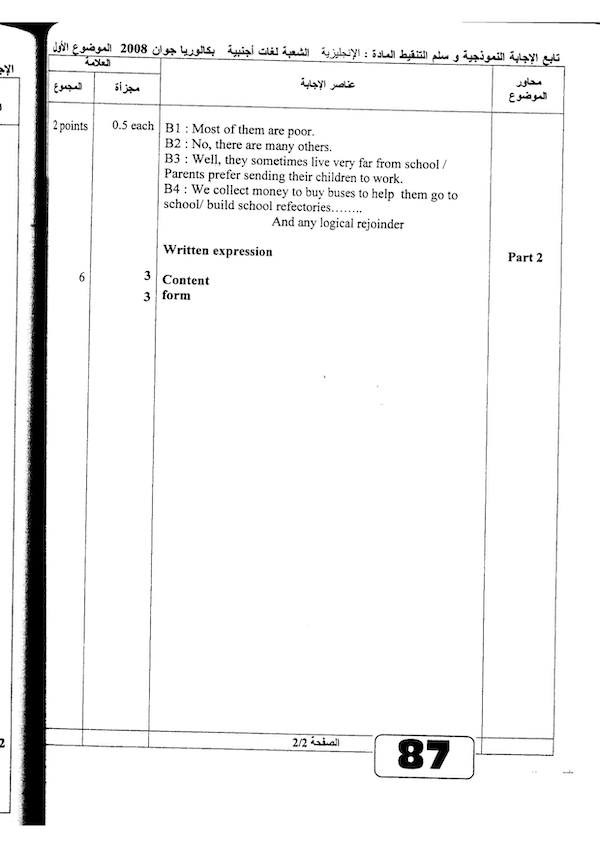 تابع الإجابة النموذجية و سلم التنقيط المادة : الإنجليزية الشعبة لغات أجنبية بكالوريا جوان 2008 الموضوع الأول
العلامة
محاور
الموضوع
عناصر الإجابة
مجزأة
المجموع
2 points
0.5 each
B1 : Most of them are poor.
B2 : No, there are many others.
B3 : Well, they sometimes live very far from school /
Parents prefer sending their children to work.
B4 : We collect money to buy buses to help them go to
school/ build school refectories........
And any logical rejoinder
Written expression
Part 2
6
3
Content
3
form
الصفحة 2/2
87
2